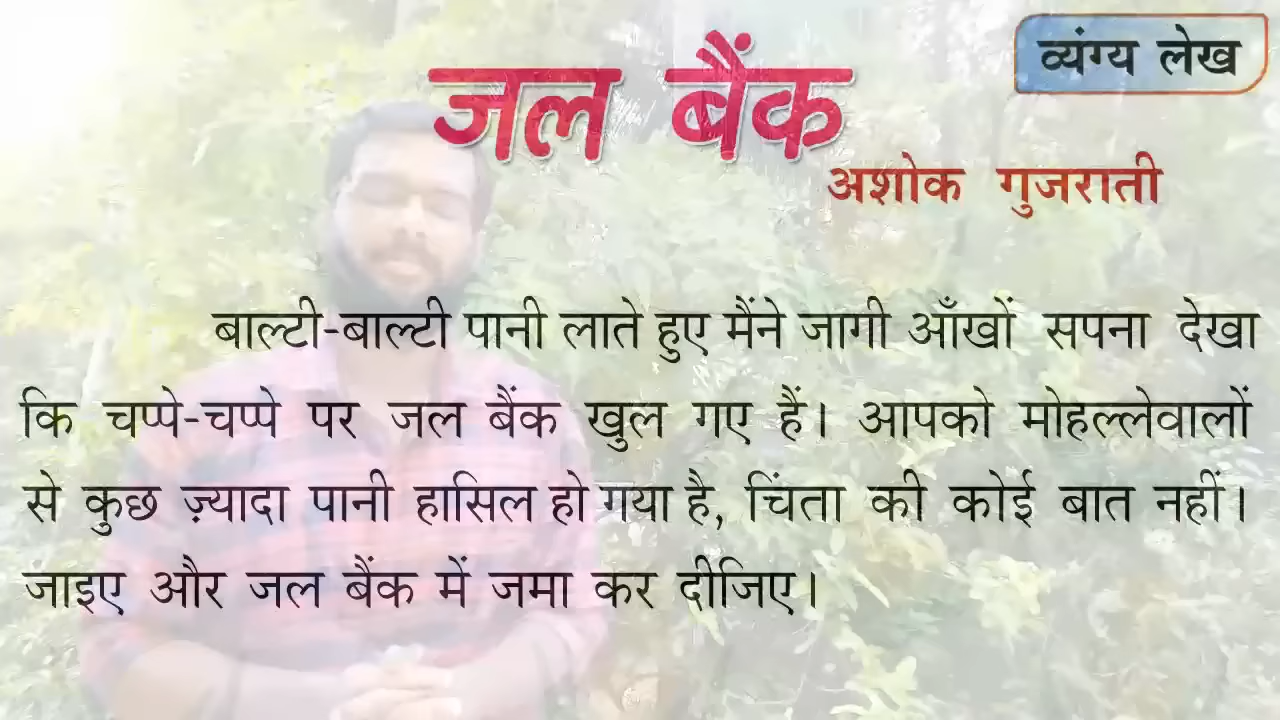 व्यंग्य लेख
जल बैंक
अशोक गुजराती
बाल्टी-बाल्टी पानी लाते हुए मैंने जागी आँखों सपना देखा
कि चप्पे-चप्पे पर जल बैंक खुल गए हैं। आपको मोहल्लेवालों
से कुछ ज़्यादा पानी हासिल हो गया है, चिंता की कोई बात नहीं।
जाइए और जल बैंक में जमा कर दीजिए।